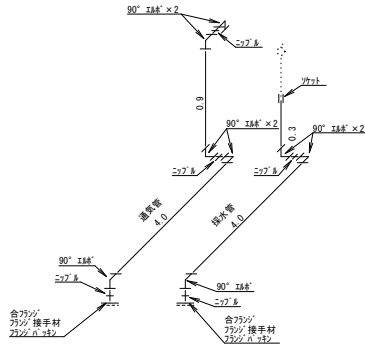 90° ｴﾙﾎﾞ×2
ﾆｯﾌﾟﾙ
ｿｹｯﾄ
0.9
90° ｴﾙﾎﾞ×2
0.3
90° ｴﾙﾎﾞ×2
ﾆｯﾌﾟﾙ
ﾆｯﾌﾟﾙ
通気管
4.0
採水管
4.0
90° ｴﾙﾎﾞ
ﾆｯﾌﾟﾙ
90° ｴﾙﾎﾞ
ﾆｯﾌﾟﾙ
合ﾌﾗﾝｼﾞ
ﾌﾗﾝｼﾞ接手材
ﾌﾗﾝｼﾞﾊﾟｯｷﾝ
合ﾌﾗﾝｼﾞ
ﾌﾗﾝｼﾞ接手材
ﾌﾗﾝｼﾞﾊﾟｯｷﾝ